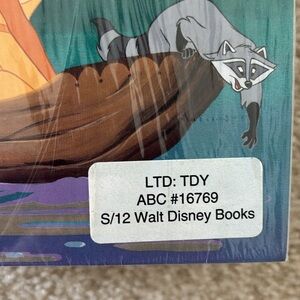 LTD: TDY
ABC #16769
S/12 Walt Disney Books